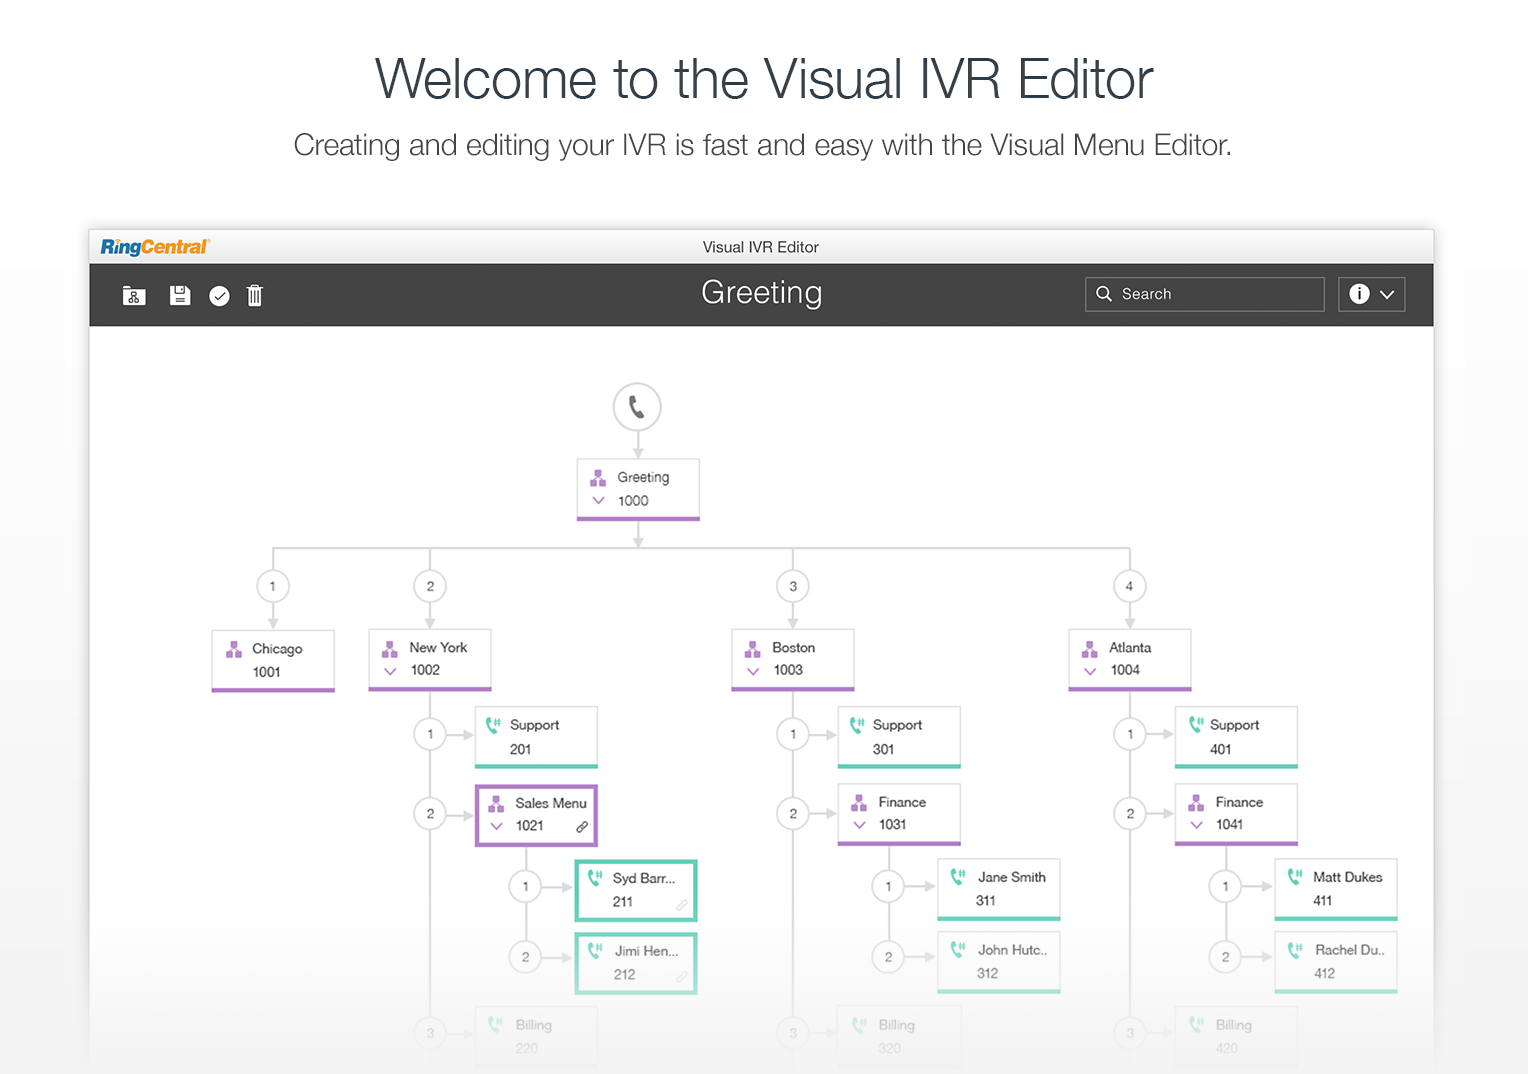 Welcome to the Visual IVR Editor
Creating and editing your IVR is fast and easy with the Visual Menu Editor.
RingCentral
Visual IVR Editor
Greeting
Search
Greeting
1000
1
2
3
4
Chicago
1001
New York
1002
Boston
1003
Atlanta
1004
1
Support
201
1
Support
301
1
Support
401
2
Sales Menu
1021
2
Finance
1031
2
Finance
1041
1
Syd Barr...
211
1
Jane Smith
311
1
Matt Dukes
411
2
Jimi Hen...
212
2
John Hutc..
312
2
Rachel Du..
412
3
Billing
220
3
Billing
320
3
Billing
420